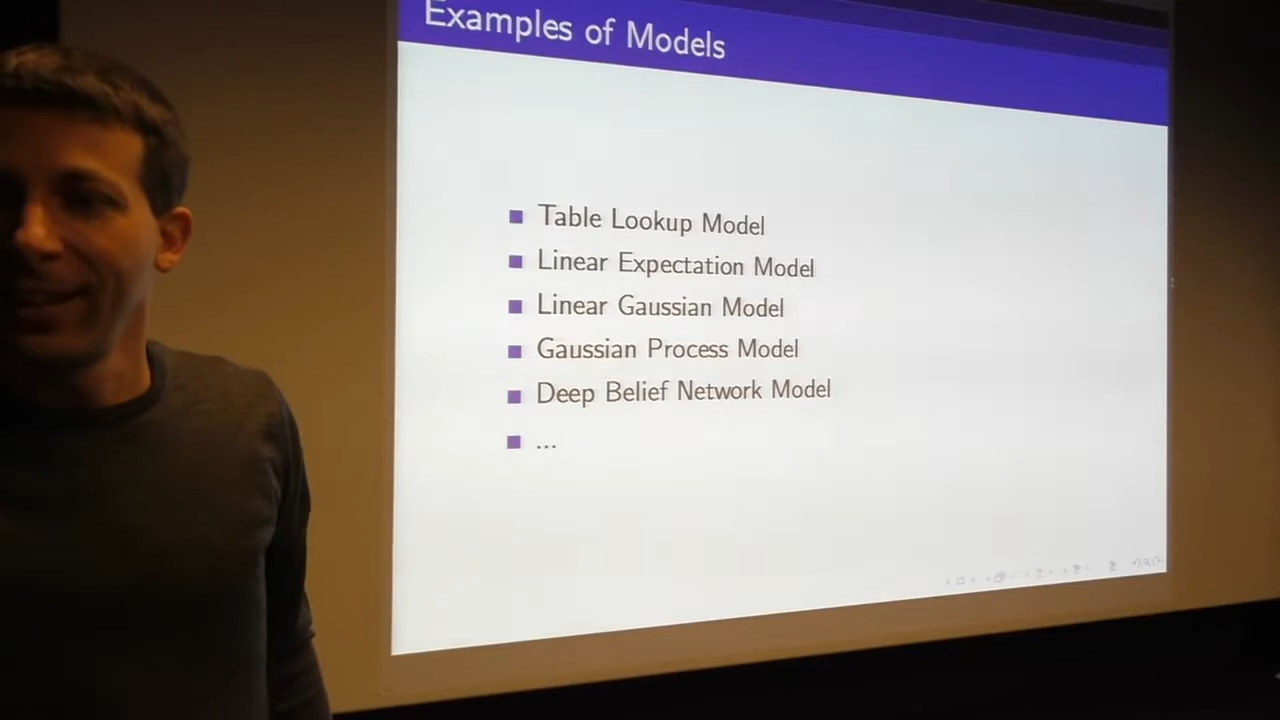 Examples of Models
Table Lookup Model
Linear Expectation Model
Linear Gaussian Model
Gaussian Process Model
Deep Belief Network Model
...